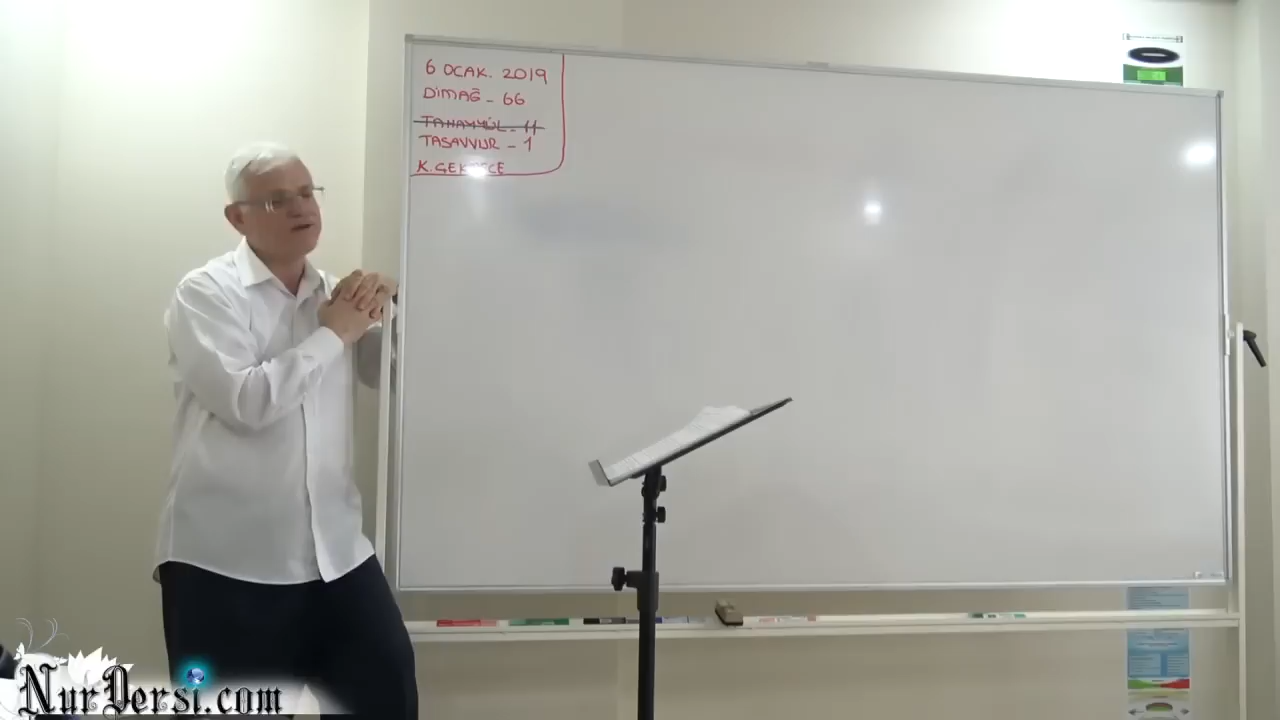 6 OCAK. 2019
DİMAĞ - 66
TAHAYYÜL - 11
TASAVVUR - 1
NurDersi.com